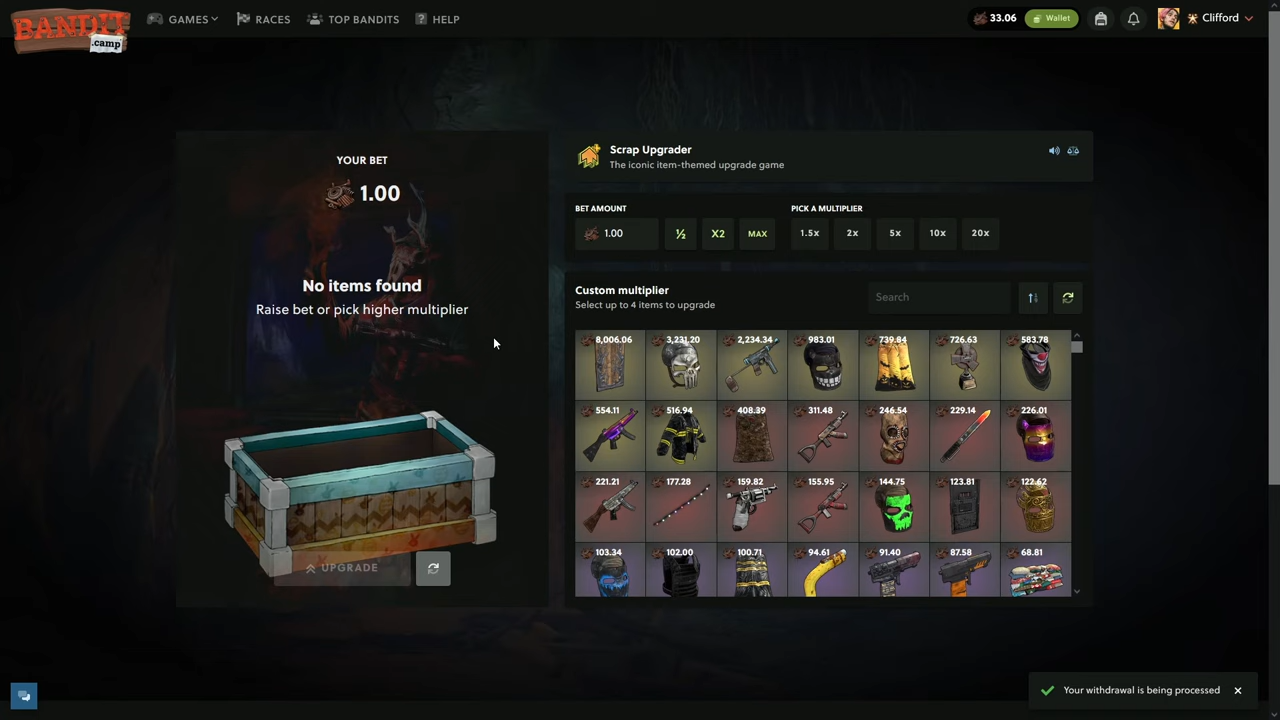 BANDIT
.camp
GAMES
RACES
TOP BANDITS
? HELP
33.06
Wallet
Clifford
YOUR BET
1.00
No items found
Raise bet or pick higher multiplier
UPGRADE
Scrap Upgrader
The iconic item-themed upgrade game
BET AMOUNT
1.00
½
X2
MAX
PICK A MULTIPLIER
1.5x
2x
5x
10x
20x
Custom multiplier
Select up to 4 items to upgrade
Search
8,006.06
3,231.20
2,234.34
983.01
739.84
726.63
583.78
554.11
516.94
408.39
311.48
246.54
229.14
226.01
221.21
177.28
159.82
155.95
144.75
123.81
122.62
103.34
102.00
100.71
94.61
91.40
87.58
68.81
Your withdrawal is being processed